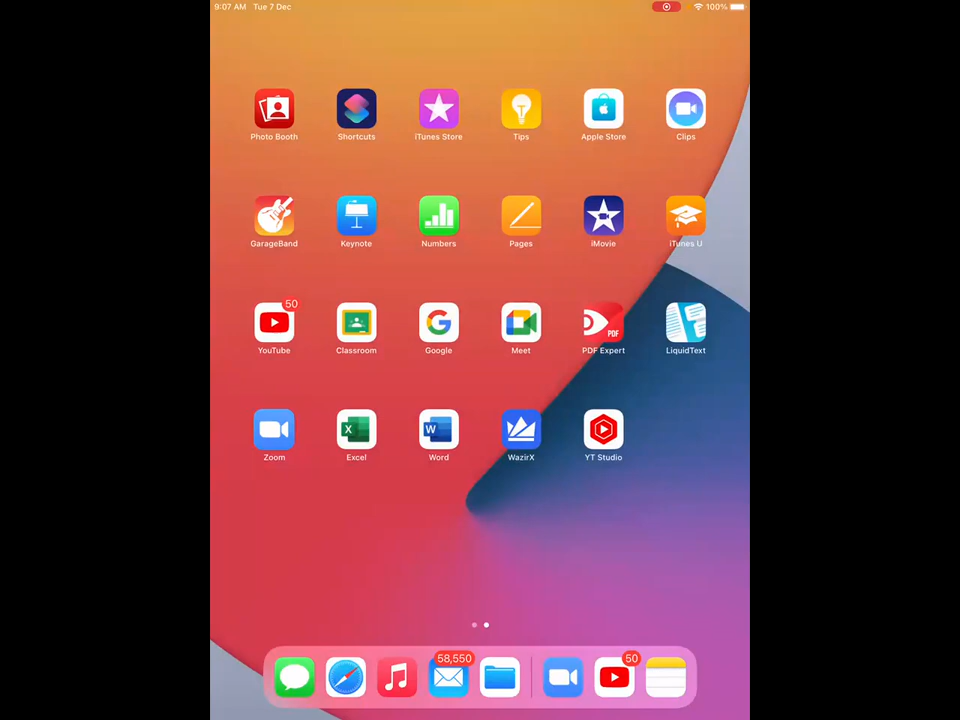 9:07 AM Tue 7 Dec 100%
Photo Booth Shortcuts iTunes Store Tips Apple Store Clips
GarageBand Keynote Numbers Pages iMovie iTunes U
50
PDF
YouTube Classroom Google Meet PDF Expert LiquidText
X W
Zoom Excel Word WazirX YT Studio
58,550 50